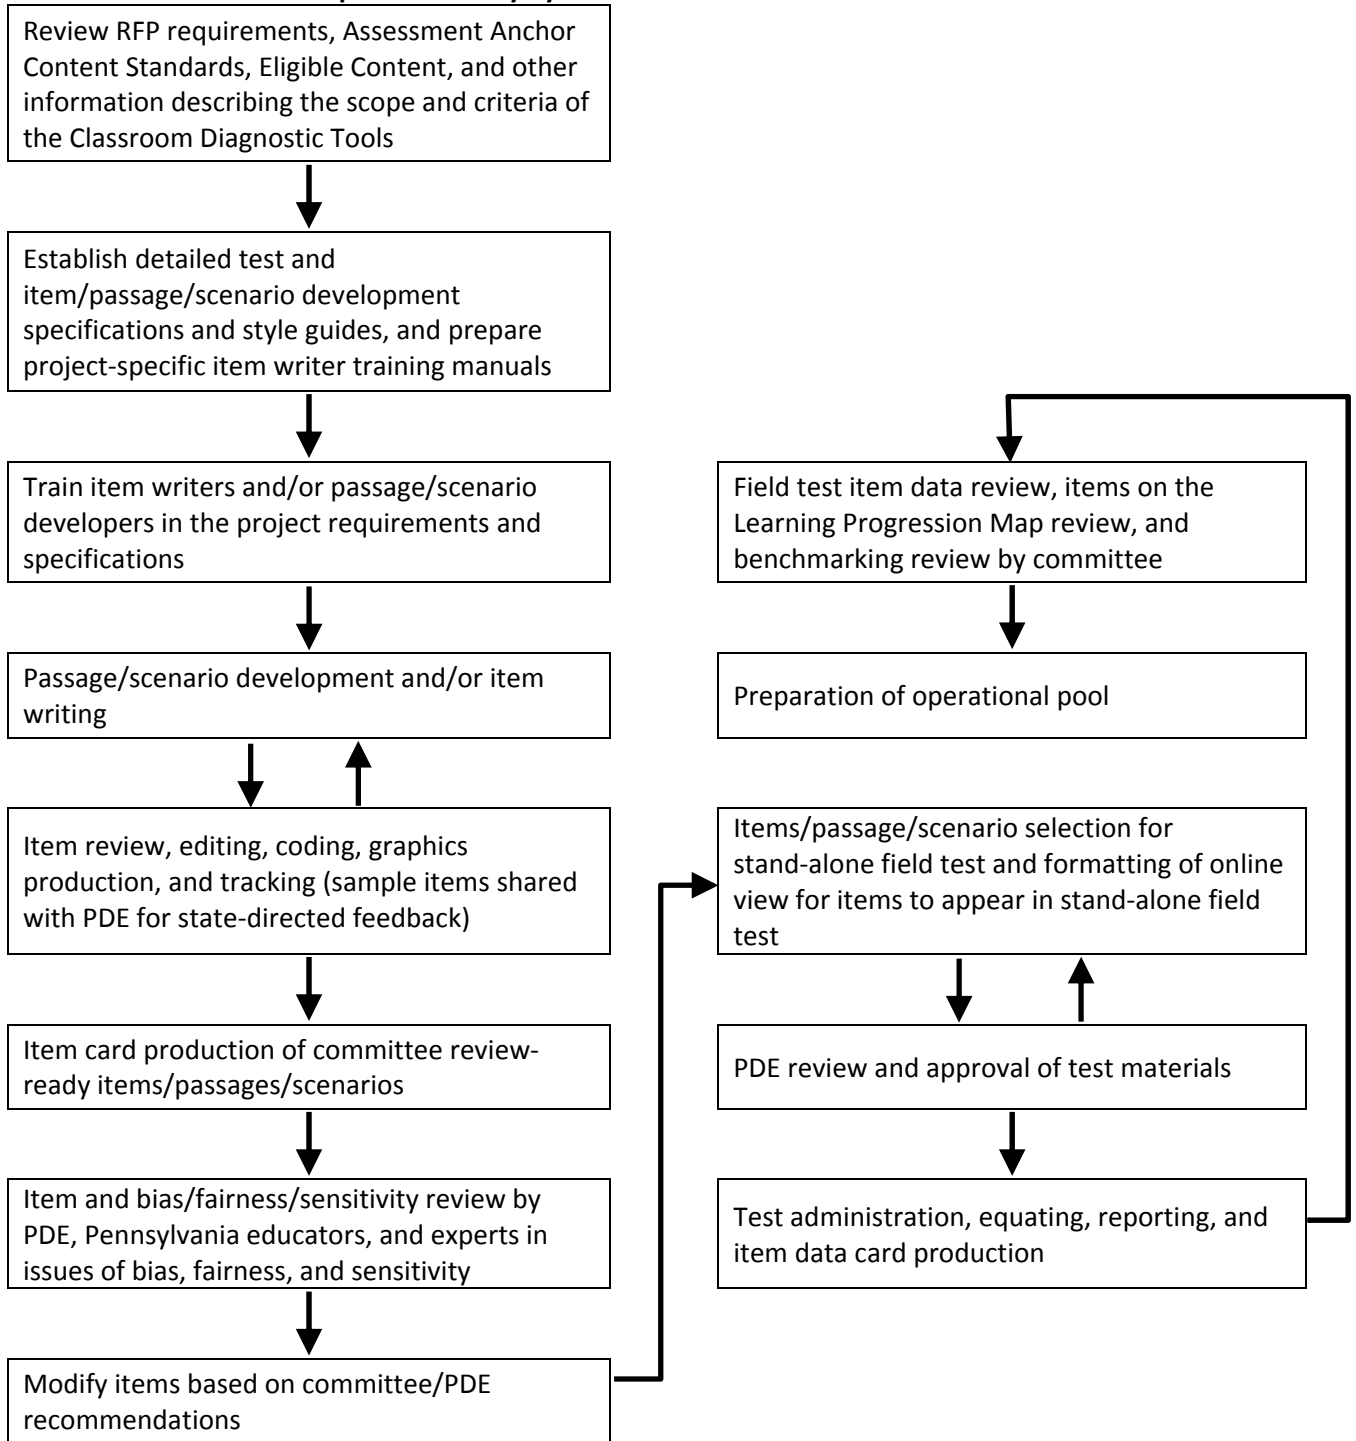 Review RFP requirements, Assessment Anchor
Content Standards, Eligible Content, and other
information describing the scope and criteria of
the Classroom Diagnostic Tools
Establish detailed test and
item/passage/scenario development
specifications and style guides, and prepare
project-specific item writer training manuals
Train item writers and/or passage/scenario
developers in the project requirements and
specifications
Passage/scenario development and/or item
writing
Item review, editing, coding, graphics
production, and tracking (sample items shared
with PDE for state-directed feedback)
Item card production of committee review-
ready items/passages/scenarios
Item and bias/fairness/sensitivity review by
PDE, Pennsylvania educators, and experts in
issues of bias, fairness, and sensitivity
Modify items based on committee/PDE
recommendations
Field test item data review, items on the
Learning Progression Map review, and
benchmarking review by committee
Preparation of operational pool
Items/passage/scenario selection for
stand-alone field test and formatting of online
view for items to appear in stand-alone field
test
PDE review and approval of test materials
Test administration, equating, reporting, and
item data card production